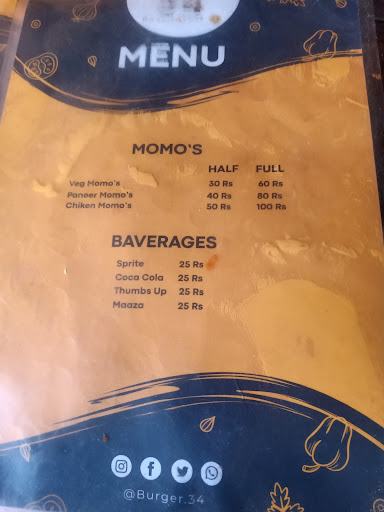 MENU
MOMO'S
HALF FULL
Veg Momo's 30 Rs 60 Rs
Paneer Momo's 40 Rs 80 Rs
Chiken Momo's 50 Rs 100 Rs
BAVERAGES
Sprite 25 Rs
Coca Cola 25 Rs
Thumbs Up 25 Rs
Maaza 25 Rs
@Burger.34